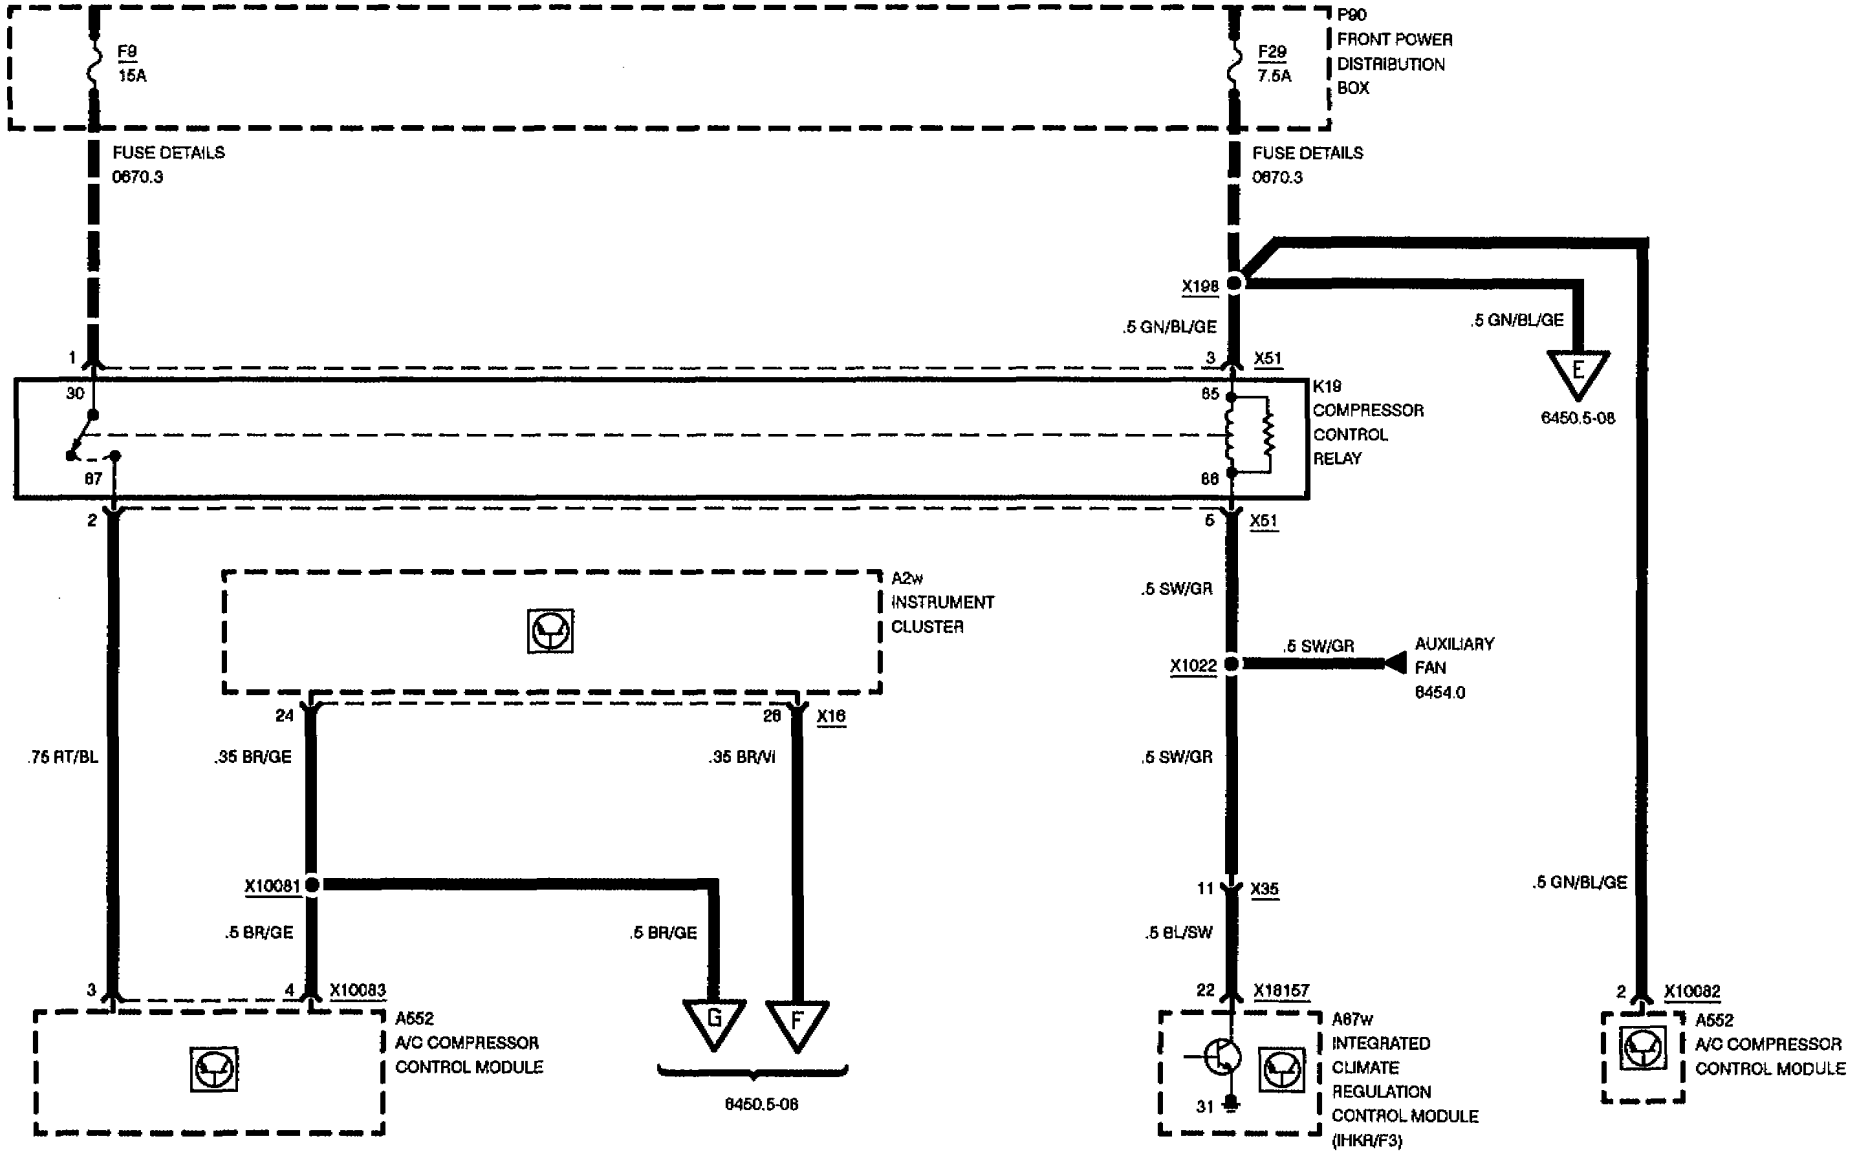 P90
FRONT POWER
DISTRIBUTION
BOX
F9
15A
F29
7.5A
FUSE DETAILS
0670.3
FUSE DETAILS
0670.3
X198
.5 GN/BL/GE
.5 GN/BL/GE
E
6450.5-08
1
3
X51
30
85
K19
COMPRESSOR
CONTROL
RELAY
87
86
2
5
X51
A2w
INSTRUMENT
CLUSTER
.5 SW/GR
X1022
.5 SW/GR
AUXILIARY
FAN
6454.0
24
26
X16
.75 RT/BL
.35 BR/GE
.35 BR/VI
.5 SW/GR
X10081
11
X35
.5 GN/BL/GE
.5 BR/GE
.5 BR/GE
.5 BL/SW
3
4
X10083
22
X18157
2
X10082
G
F
6450.5-08
A552
A/C COMPRESSOR
CONTROL MODULE
31
A87w
INTEGRATED
CLIMATE
REGULATION
CONTROL MODULE
(IHKR/F3)
A552
A/C COMPRESSOR
CONTROL MODULE